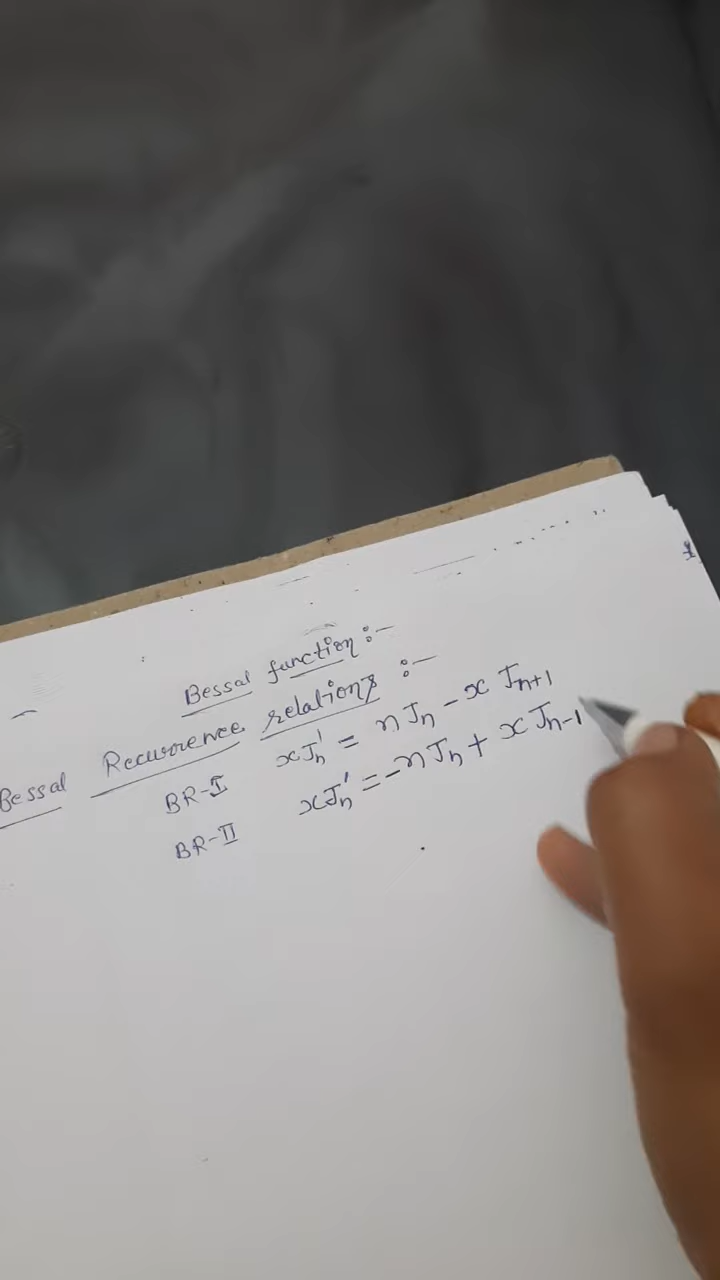 Bessal function :-
Bessal Recurrence relations :-
BR-I xJn' = nJn - xJn+1
BR-II xJn' = -nJn + xJn-1